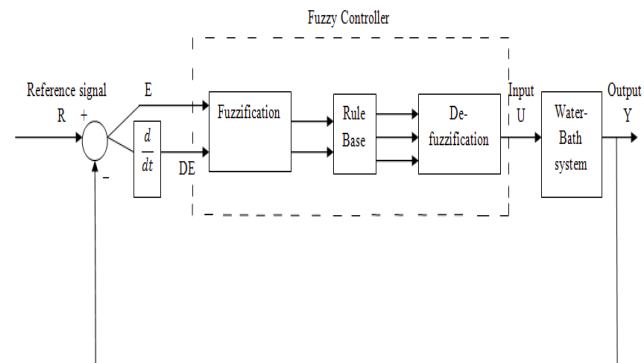 Fuzzy Controller
Reference signal
R
+
E
Fuzzification
Rule
Base
De-
fuzzification
Input
U
Water-
Bath
system
Output
Y
d
dt
DE
−